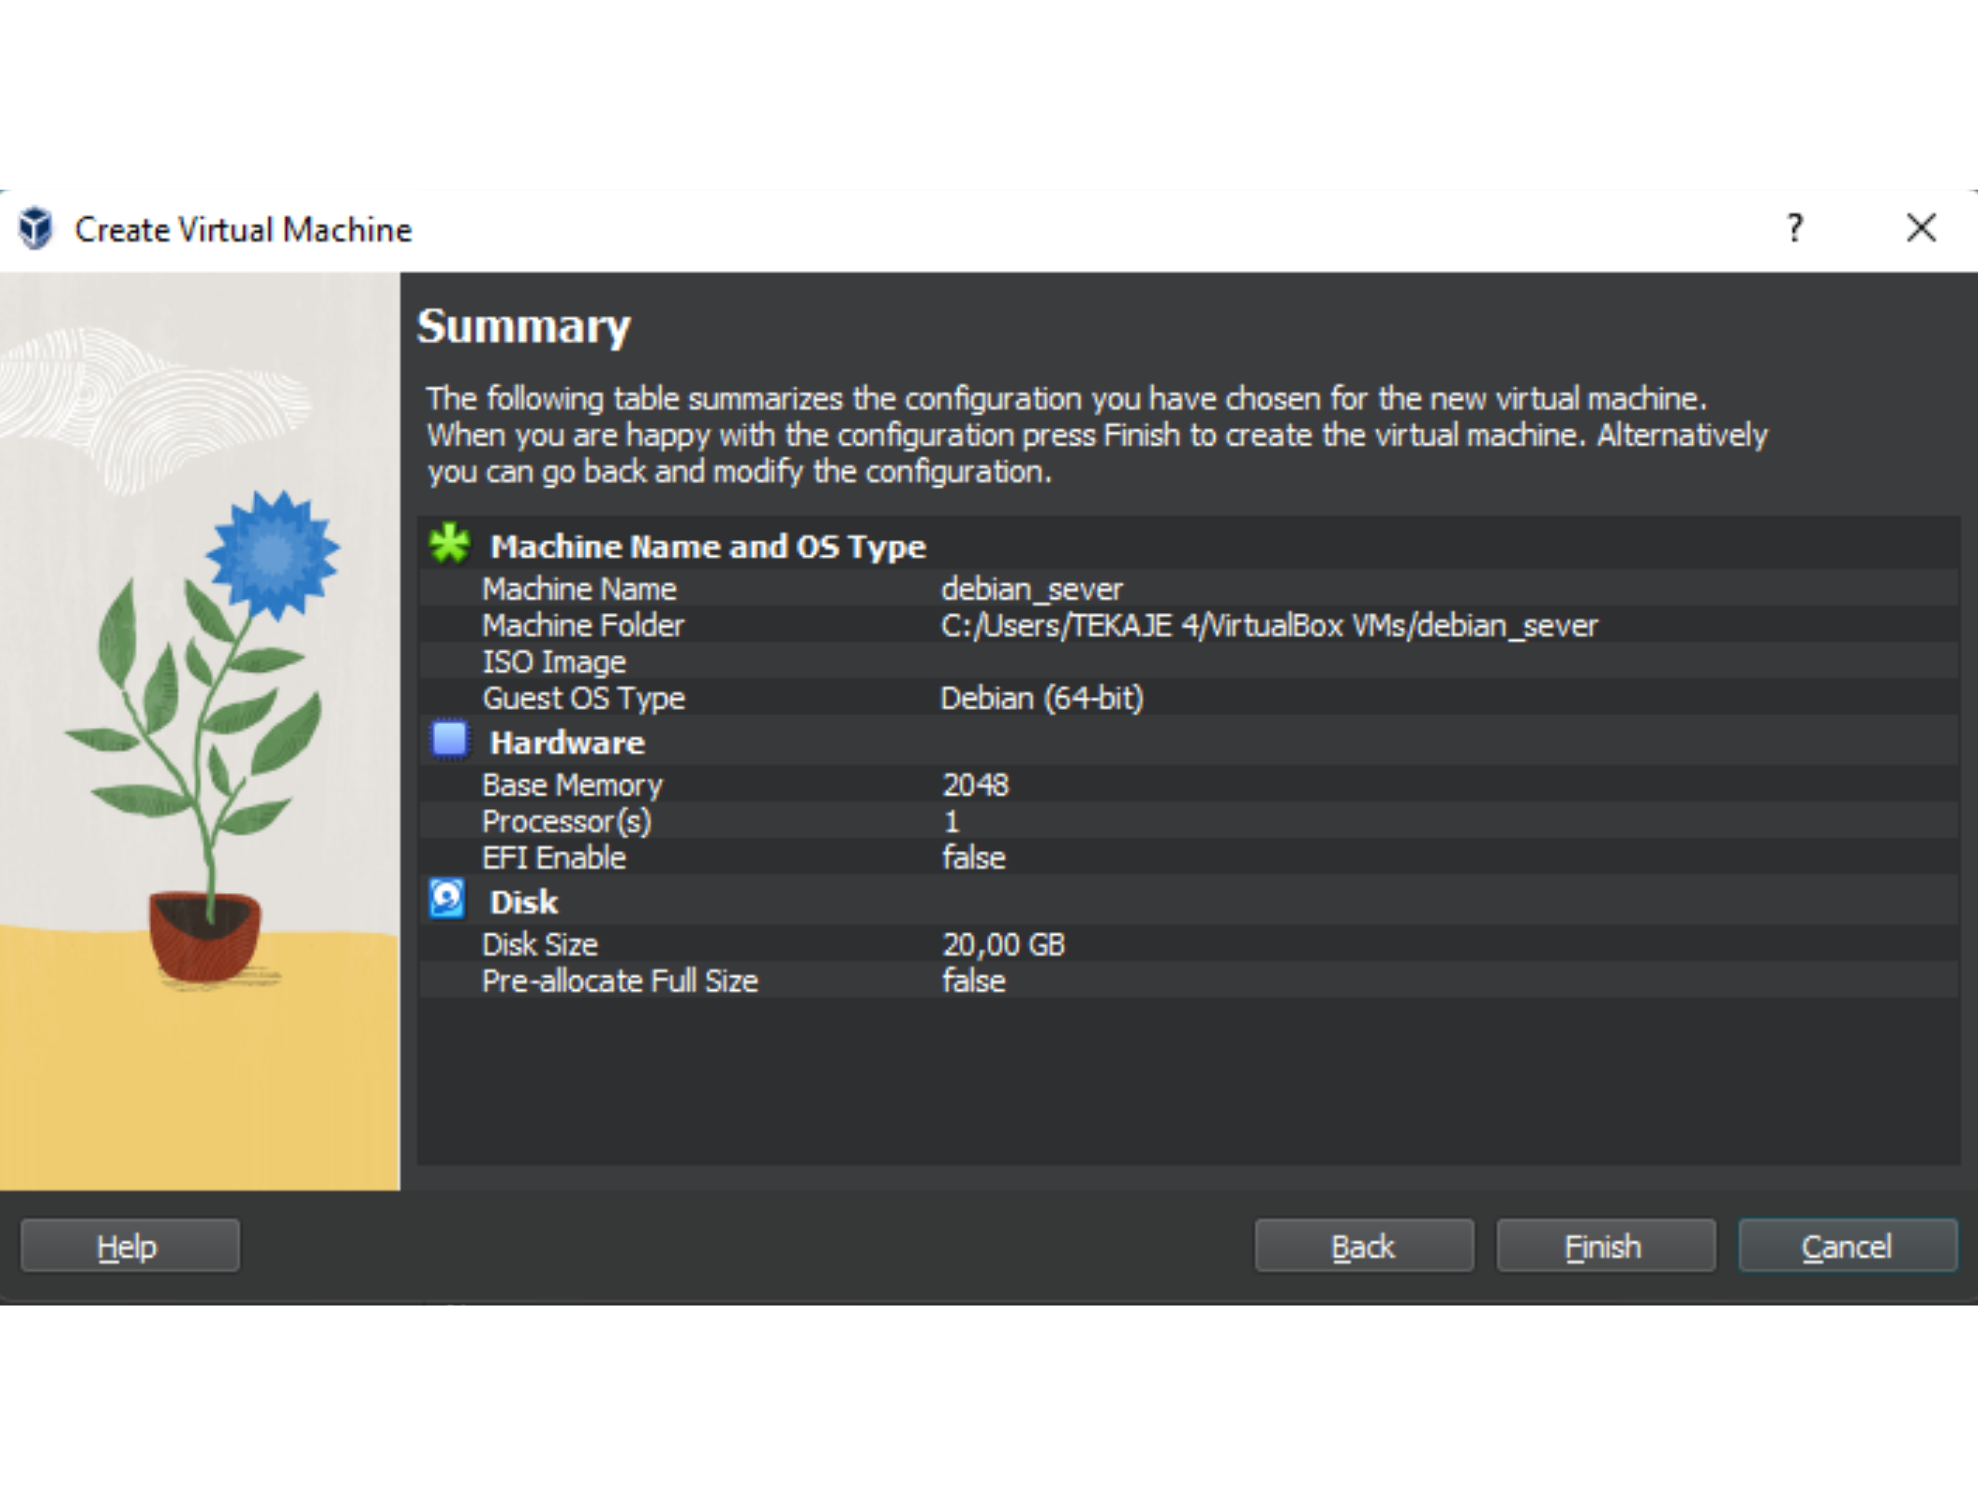 Create Virtual Machine
?
Summary
The following table summarizes the configuration you have chosen for the new virtual machine.
When you are happy with the configuration press Finish to create the virtual machine. Alternatively
you can go back and modify the configuration.
Machine Name and OS Type
Machine Name debian_sever
Machine Folder C:/Users/TEKAJE 4/VirtualBox VMs/debian_sever
ISO Image
Guest OS Type Debian (64-bit)
Hardware
Base Memory 2048
Processor(s) 1
EFI Enable false
Disk
Disk Size 20,00 GB
Pre-allocate Full Size false
Help Back Finish Cancel